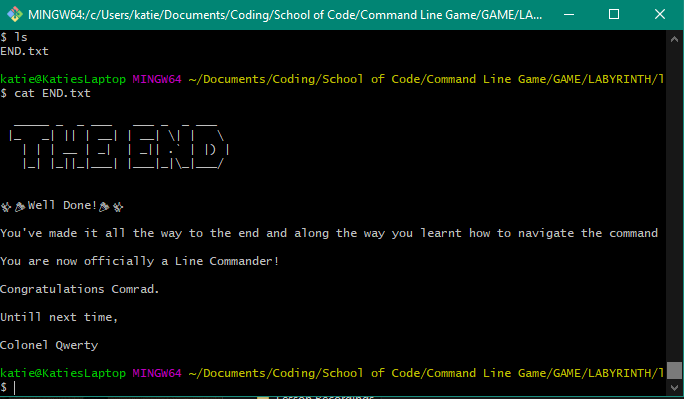 MINGW64:/c/Users/katie/Documents/Coding/School of Code/Command Line Game/GAME/LA...
$ ls
END.txt
katie@KatiesLaptop MINGW64 ~/Documents/Coding/School of Code/Command Line Game/GAME/LABYRINTH/l
$ cat END.txt
THE END
Well Done!
You've made it all the way to the end and along the way you learnt how to navigate the command
You are now officially a Line Commander!
Congratulations Comrad.
Untill next time,
Colonel Qwerty
katie@KatiesLaptop MINGW64 ~/Documents/Coding/School of Code/Command Line Game/GAME/LABYRINTH/l
$